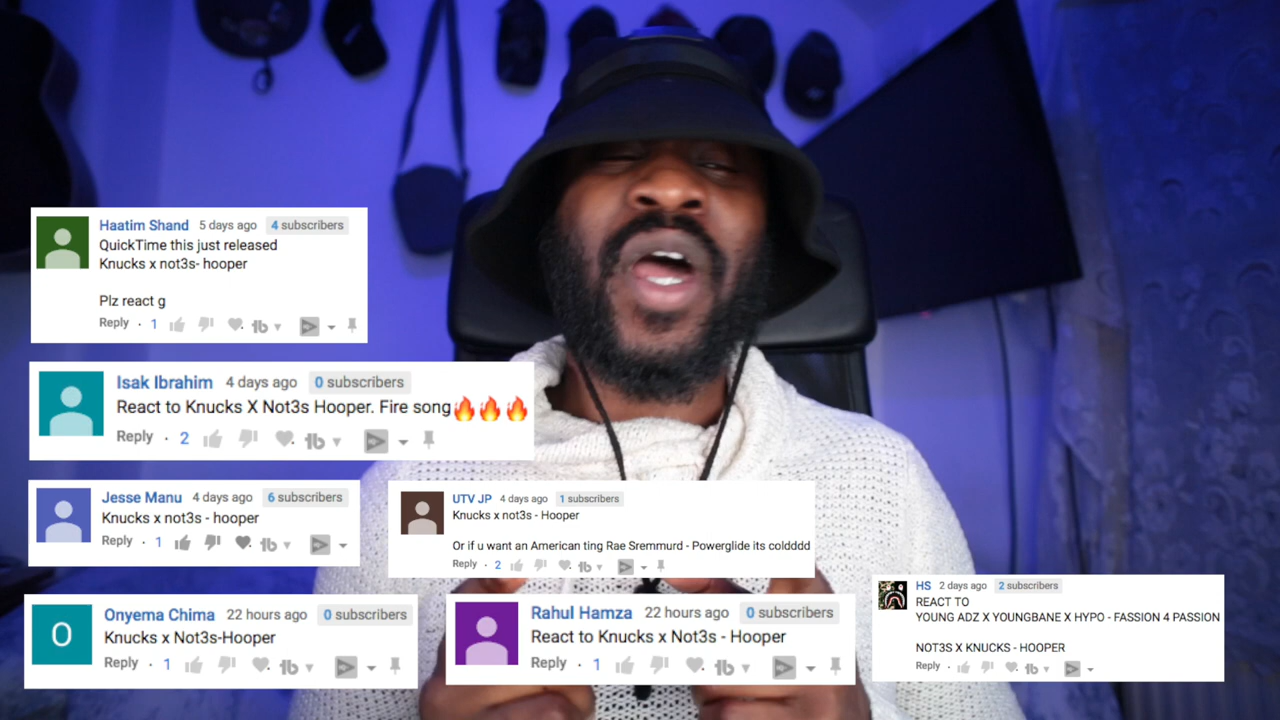 Haatim Shand 5 days ago 4 subscribers
QuickTime this just released
Knucks x not3s- hooper
Plz react g
Reply · 1
Isak Ibrahim 4 days ago 0 subscribers
React to Knucks X Not3s Hooper. Fire song🔥🔥🔥
Reply · 2
Jesse Manu 4 days ago 6 subscribers
Knucks x not3s - hooper
Reply · 1
UTV JP 4 days ago 1 subscribers
Knucks x not3s - Hooper
Or if u want an American ting Rae Sremmurd - Powerglide its coldddd
Reply · 2
O
Onyema Chima 22 hours ago 0 subscribers
Knucks x Not3s-Hooper
Reply · 1
Rahul Hamza 22 hours ago 0 subscribers
React to Knucks x Not3s - Hooper
Reply · 1
HS 2 days ago 2 subscribers
REACT TO
YOUNG ADZ X YOUNGBANE X HYPO - FASSION 4 PASSION
NOT3S X KNUCKS - HOOPER
Reply ·